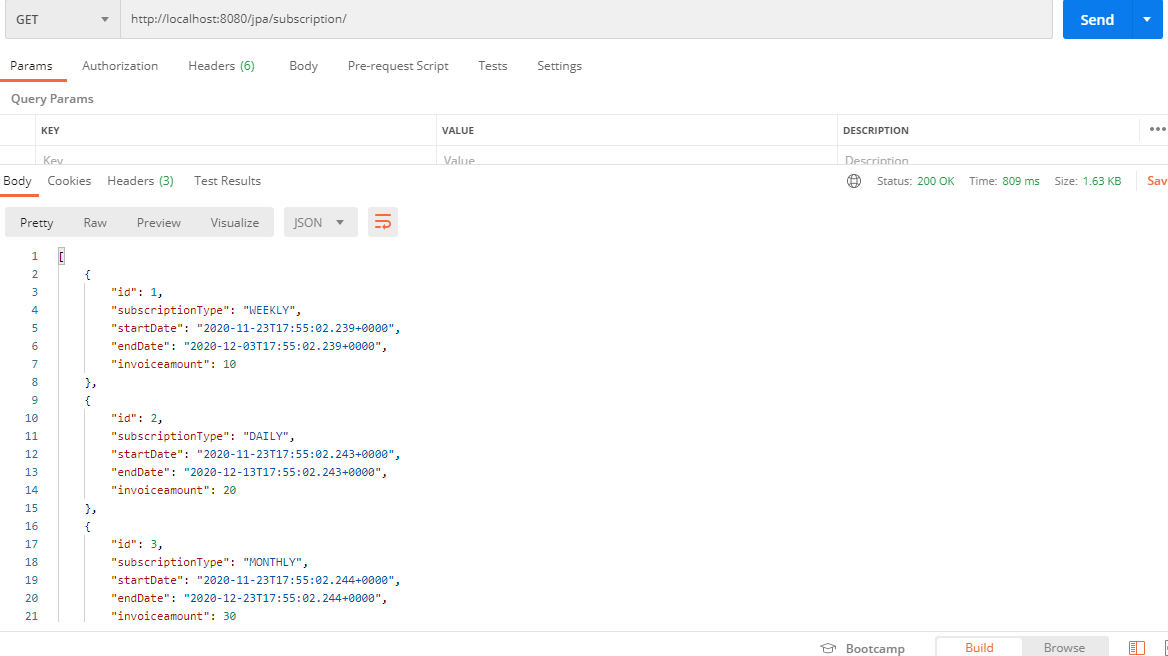 GET http://localhost:8080/jpa/subscription/ Send
Params Authorization Headers (6) Body Pre-request Script Tests Settings
Query Params
KEY VALUE DESCRIPTION
Key Value Description
Body Cookies Headers (3) Test Results Status: 200 OK Time: 809 ms Size: 1.63 KB
Pretty Raw Preview Visualize JSON
1 [
2 {
3 "id": 1,
4 "subscriptionType": "WEEKLY",
5 "startDate": "2020-11-23T17:55:02.239+0000",
6 "endDate": "2020-12-03T17:55:02.239+0000",
7 "invoiceamount": 10
8 },
9 {
10 "id": 2,
11 "subscriptionType": "DAILY",
12 "startDate": "2020-11-23T17:55:02.243+0000",
13 "endDate": "2020-12-13T17:55:02.243+0000",
14 "invoiceamount": 20
15 },
16 {
17 "id": 3,
18 "subscriptionType": "MONTHLY",
19 "startDate": "2020-11-23T17:55:02.244+0000",
20 "endDate": "2020-12-23T17:55:02.244+0000",
21 "invoiceamount": 30
Bootcamp Build Browse